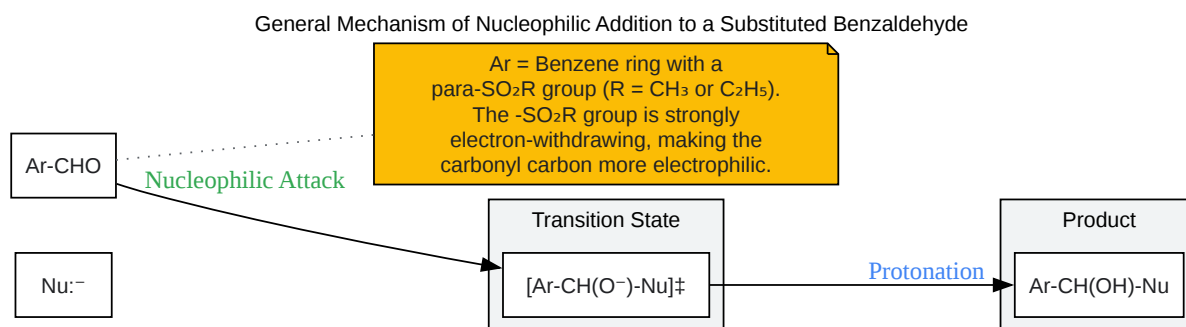 General Mechanism of Nucleophilic Addition to a Substituted Benzaldehyde
Ar = Benzene ring with a
para-SO₂R group (R = CH₃ or C₂H₅).
The -SO₂R group is strongly
electron-withdrawing, making the
carbonyl carbon more electrophilic.
Ar-CHO
Nucleophilic Attack
Nu:⁻
Transition State
[Ar-CH(O⁻)-Nu]‡
Protonation
Product
Ar-CH(OH)-Nu